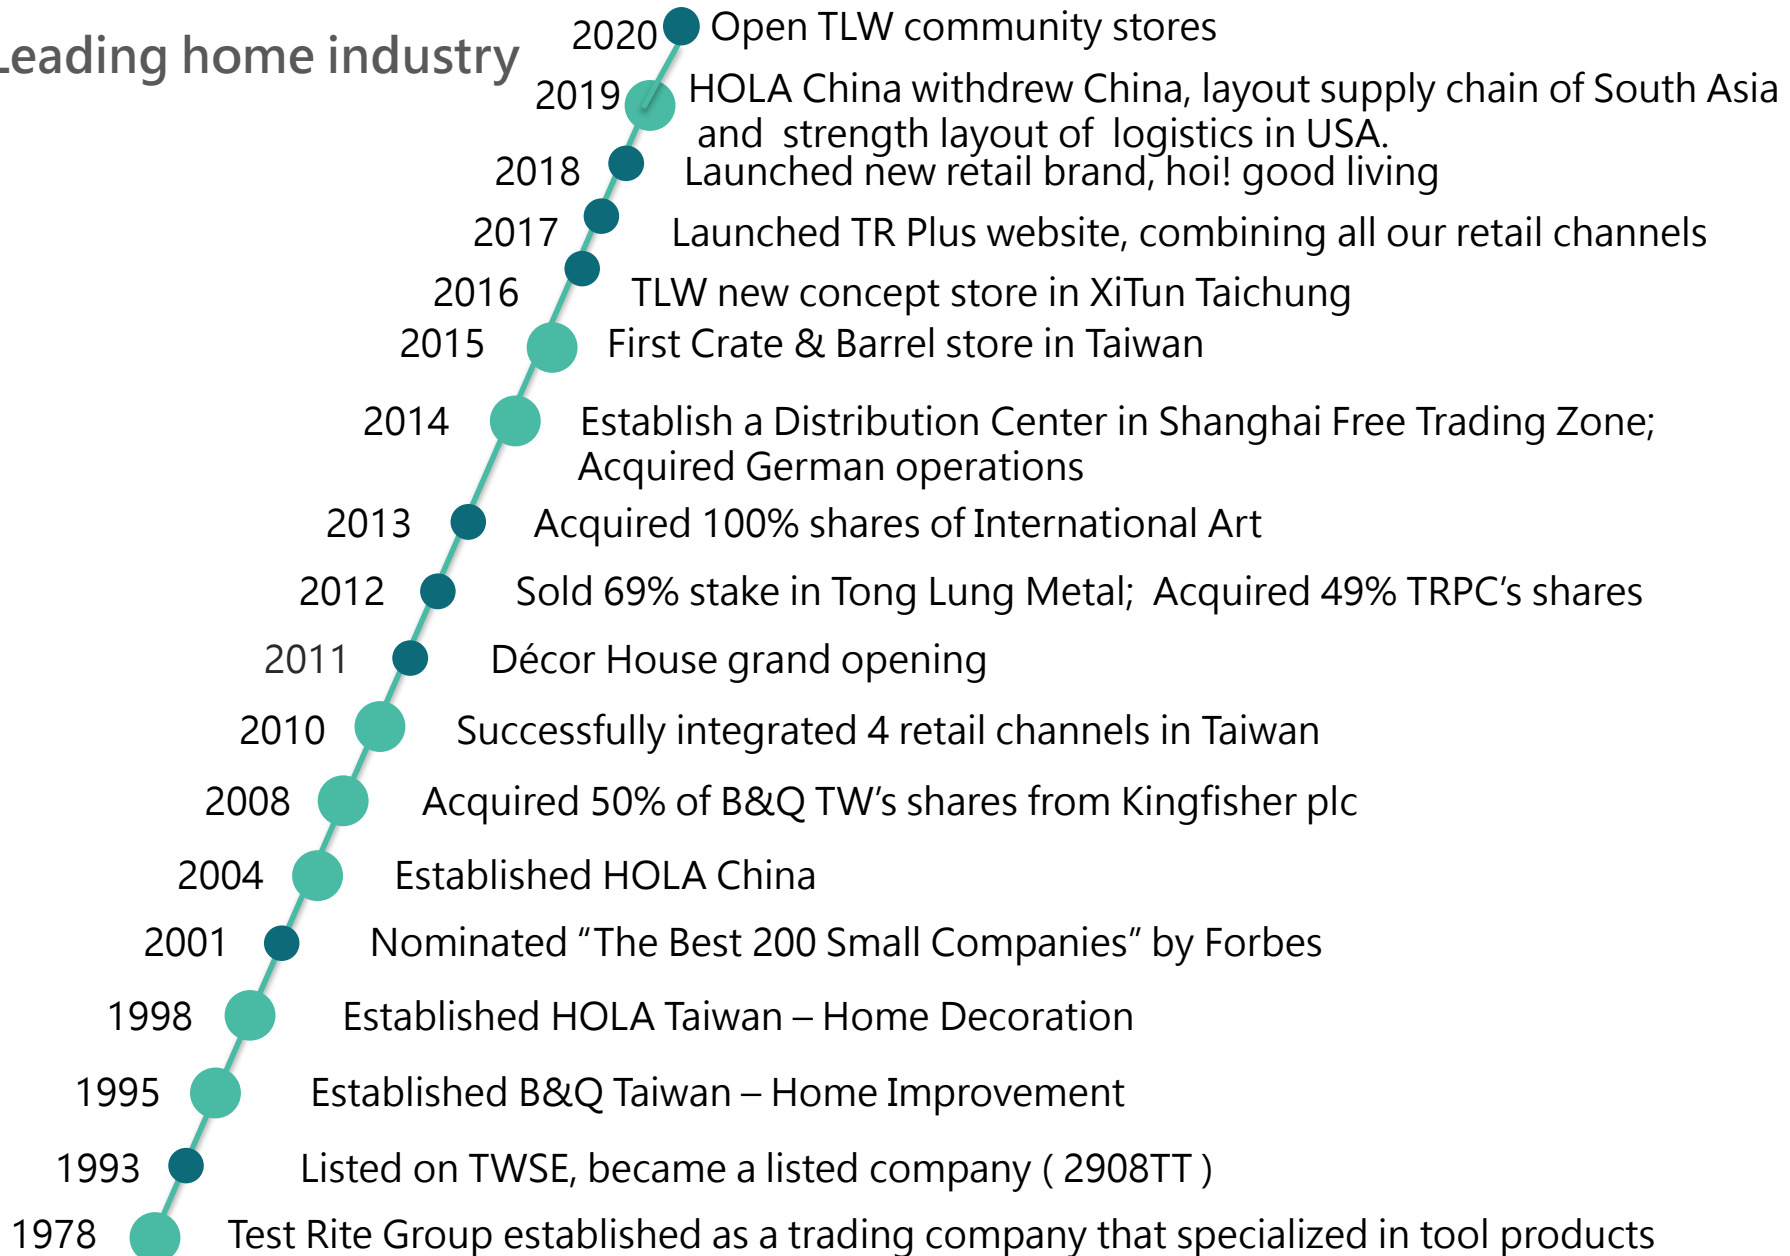 Leading home industry
2020 Open TLW community stores
2019 HOLA China withdrew China, layout supply chain of South Asia
and strength layout of logistics in USA.
2018 Launched new retail brand, hoi! good living
2017 Launched TR Plus website, combining all our retail channels
2016 TLW new concept store in XiTun Taichung
2015 First Crate & Barrel store in Taiwan
2014 Establish a Distribution Center in Shanghai Free Trading Zone;
Acquired German operations
2013 Acquired 100% shares of International Art
2012 Sold 69% stake in Tong Lung Metal; Acquired 49% TRPC’s shares
2011 Décor House grand opening
2010 Successfully integrated 4 retail channels in Taiwan
2008 Acquired 50% of B&Q TW’s shares from Kingfisher plc
2004 Established HOLA China
2001 Nominated “The Best 200 Small Companies” by Forbes
1998 Established HOLA Taiwan – Home Decoration
1995 Established B&Q Taiwan – Home Improvement
1993 Listed on TWSE, became a listed company ( 2908TT )
1978 Test Rite Group established as a trading company that specialized in tool products